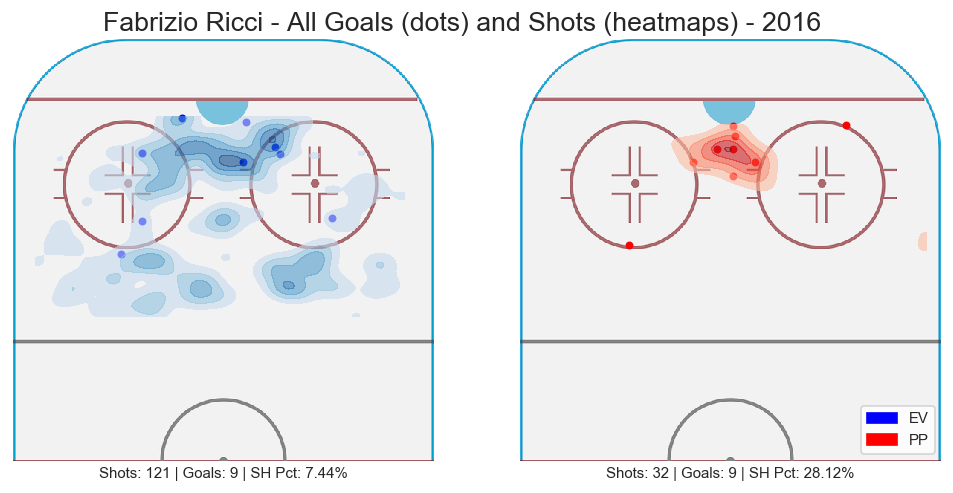 Fabrizio Ricci - All Goals (dots) and Shots (heatmaps) - 2016
EV
PP
Shots: 121 | Goals: 9 | SH Pct: 7.44%
Shots: 32 | Goals: 9 | SH Pct: 28.12%